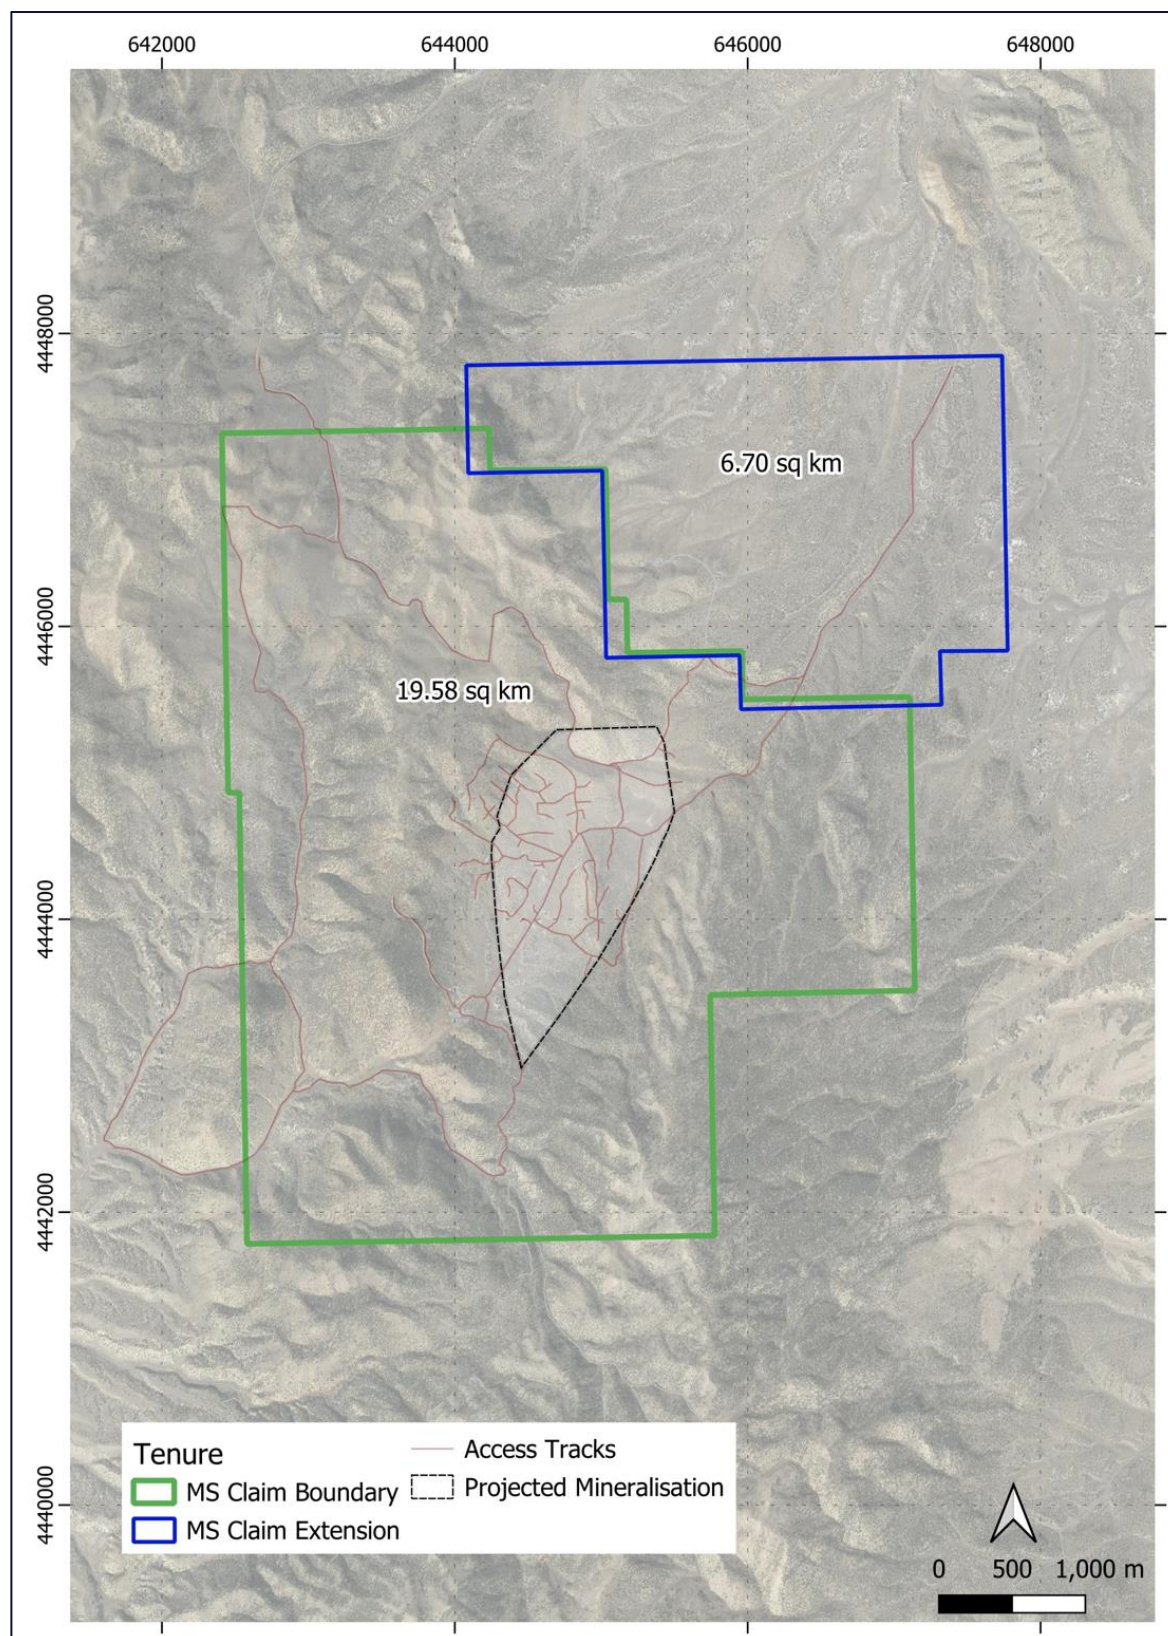 642000 644000 646000 648000
4448000
6.70 sq km
4446000
19.58 sq km
4444000
4442000
4440000
Tenure
MS Claim Boundary
MS Claim Extension
Access Tracks
Projected Mineralisation
0 500 1,000 m